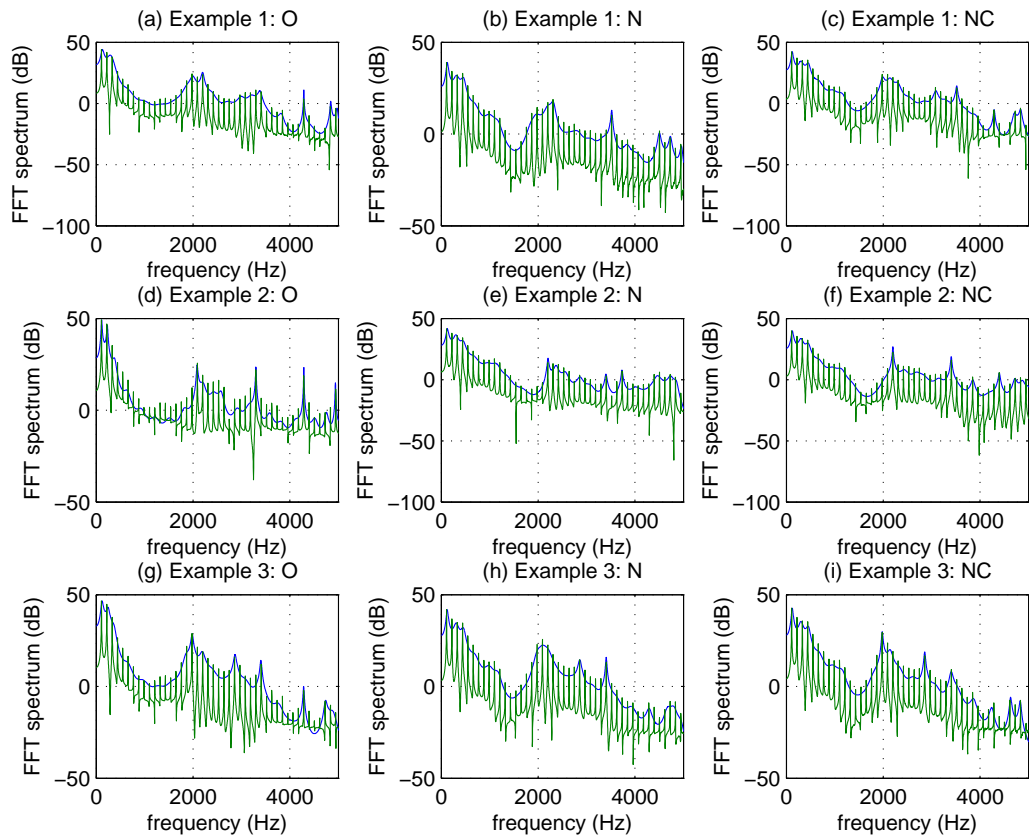 (a) Example 1: O
(b) Example 1: N
(c) Example 1: NC
FFT spectrum (dB)
50
0
−50
−100
0
2000
4000
frequency (Hz)
FFT spectrum (dB)
50
0
−50
0
2000
4000
frequency (Hz)
FFT spectrum (dB)
50
0
−50
−100
0
2000
4000
frequency (Hz)
(d) Example 2: O
(e) Example 2: N
(f) Example 2: NC
FFT spectrum (dB)
50
0
−50
0
2000
4000
frequency (Hz)
FFT spectrum (dB)
50
0
−50
−100
0
2000
4000
frequency (Hz)
FFT spectrum (dB)
50
0
−50
−100
0
2000
4000
frequency (Hz)
(g) Example 3: O
(h) Example 3: N
(i) Example 3: NC
FFT spectrum (dB)
50
0
−50
0
2000
4000
frequency (Hz)
FFT spectrum (dB)
50
0
−50
0
2000
4000
frequency (Hz)
FFT spectrum (dB)
50
0
−50
0
2000
4000
frequency (Hz)